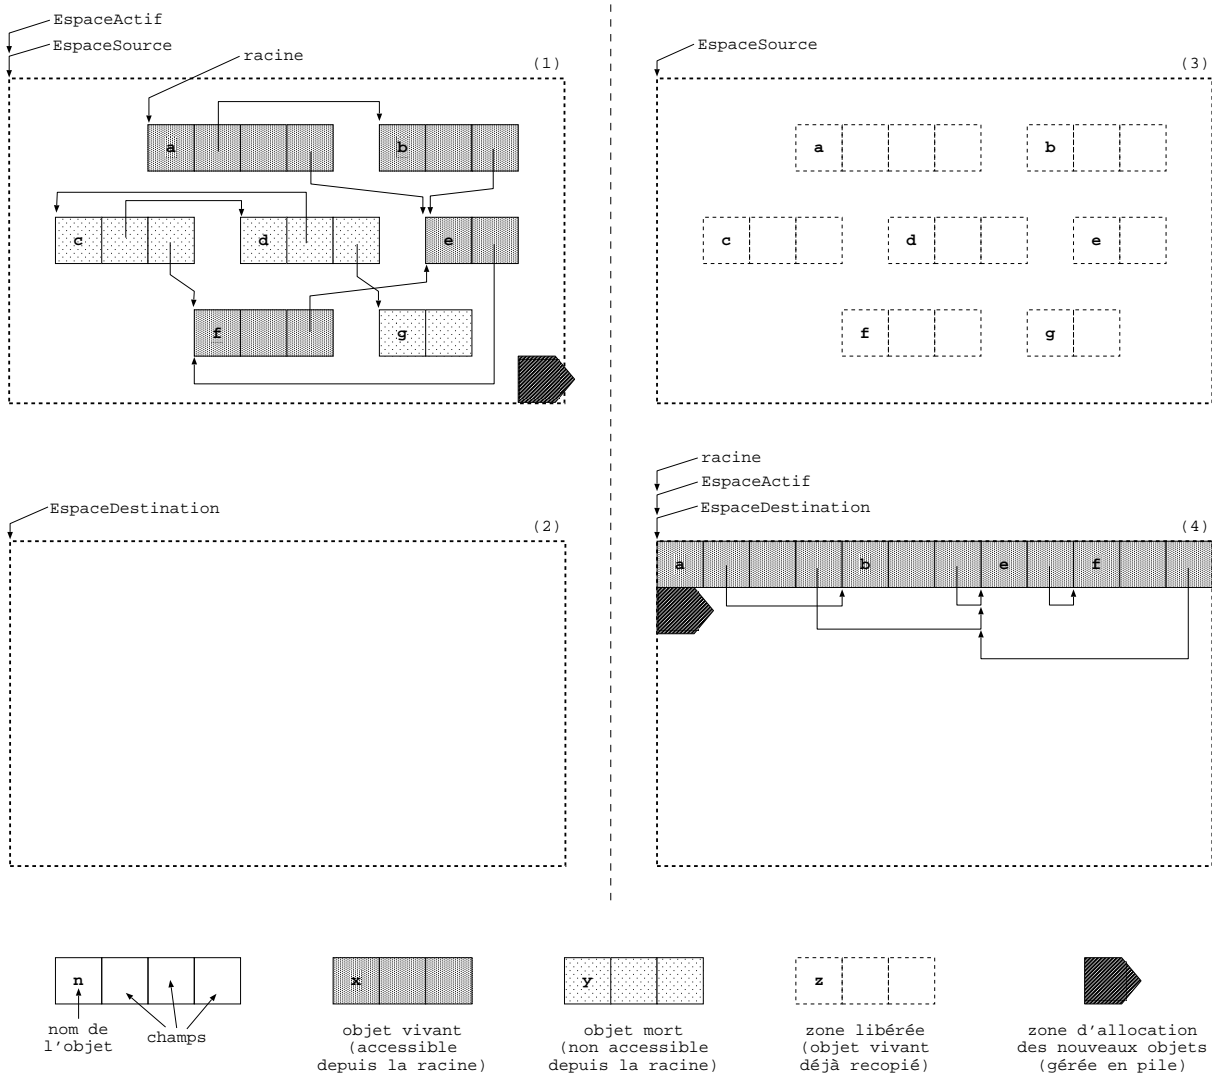 EspaceActif
EspaceSource
racine
(1)
a
b
c
d
e
f
g
EspaceSource
(3)
a
b
c
d
e
f
g
EspaceDestination
(2)
racine
EspaceActif
EspaceDestination
(4)
a
b
e
f
n
nom de
l'objet
champs
x
objet vivant
(accessible
depuis la racine)
y
objet mort
(non accessible
depuis la racine)
z
zone libérée
(objet vivant
déjà recopié)
zone d'allocation
des nouveaux objets
(gérée en pile)